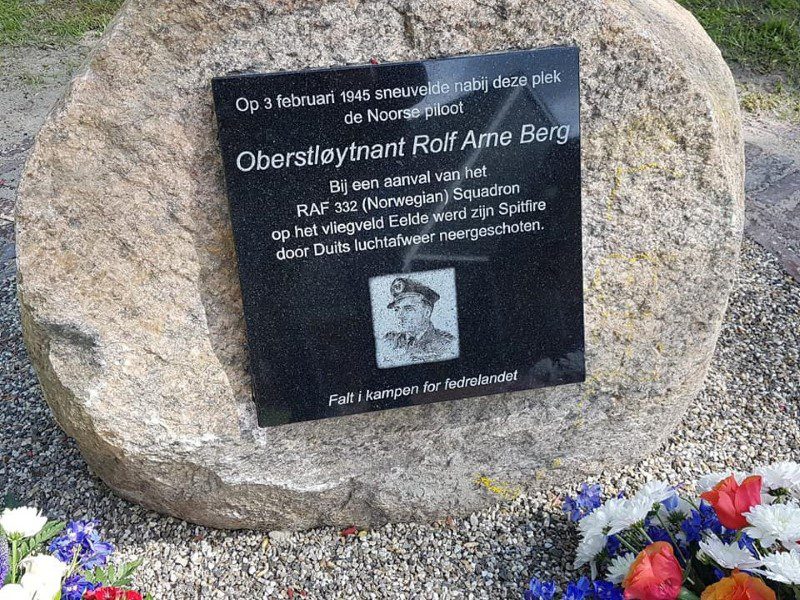 Op 3 februari 1945 sneuvelde nabij deze plek
de Noorse piloot
Oberstløytnant Rolf Arne Berg
Bij een aanval van het
RAF 332 (Norwegian) Squadron
op het vliegveld Eelde werd zijn Spitfire
door Duits luchtafweer neergeschoten.
Falt i kampen for fedrelandet